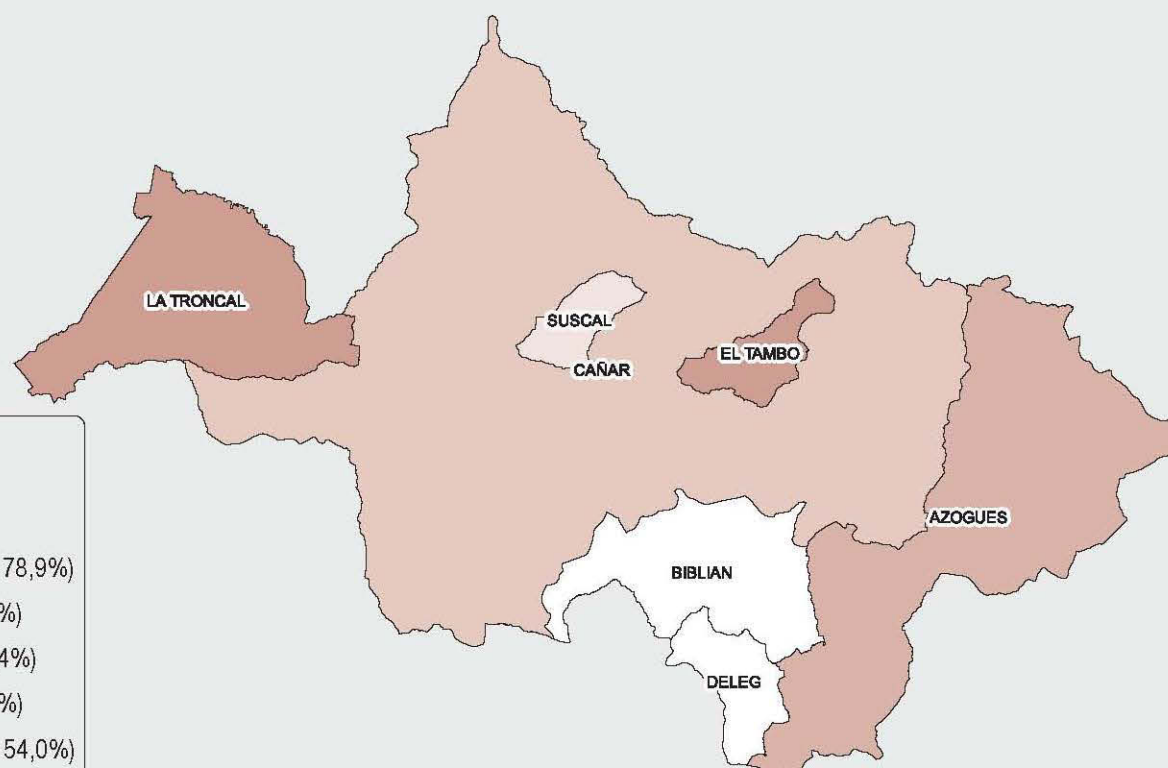 LA TRONCAL
SUSCAL
CAÑAR
EL TAMBO
AZOGUES
BIBLIAN
DELEG
78,9%)
%)
4%)
%)
54,0%)